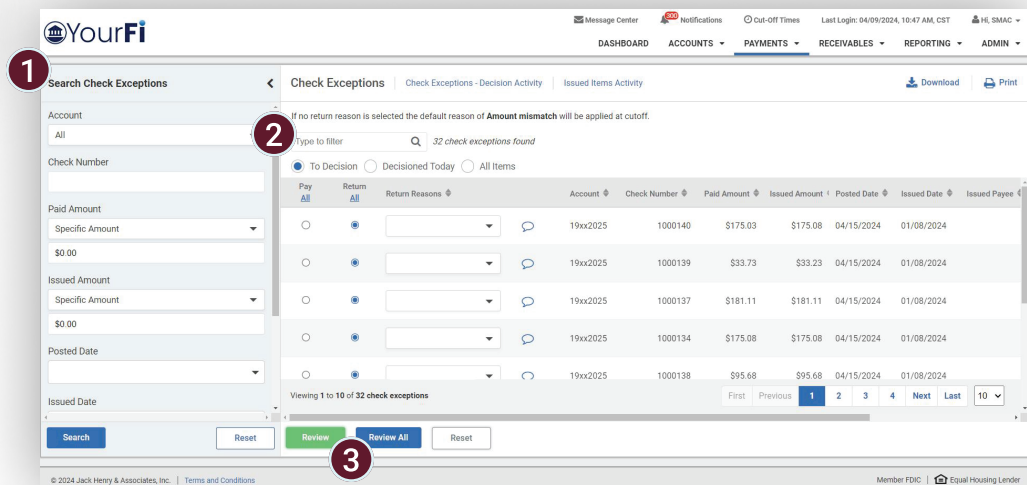 YourFi
Message Center 300 Notifications Cut-Off Times Last Login: 04/09/2024, 10:47 AM, CST Hi, SMAC
DASHBOARD ACCOUNTS PAYMENTS RECEIVABLES REPORTING ADMIN
1
Search Check Exceptions
Account
All
Check Number
Paid Amount
Specific Amount
$0.00
Issued Amount
Specific Amount
$0.00
Posted Date
Issued Date
Search Reset
Check Exceptions Check Exceptions - Decision Activity Issued Items Activity Download Print
If no return reason is selected the default reason of Amount mismatch will be applied at cutoff.
2
Type to filter 32 check exceptions found
To Decision Decisioned Today All Items
Pay All Return All Return Reasons Account Check Number Paid Amount Issued Amount Posted Date Issued Date Issued Payee
19xx2025 1000140 $175.03 $175.08 04/15/2024 01/08/2024
19xx2025 1000139 $33.73 $33.23 04/15/2024 01/08/2024
19xx2025 1000137 $181.11 $181.11 04/15/2024 01/08/2024
19xx2025 1000134 $175.08 $175.08 04/15/2024 01/08/2024
19xx2025 1000138 $95.68 $95.68 04/15/2024 01/08/2024
Viewing 1 to 10 of 32 check exceptions First Previous 1 2 3 4 Next Last 10
Review Review All Reset
3
© 2024 Jack Henry & Associates, Inc. | Terms and Conditions Member FDIC | Equal Housing Lender